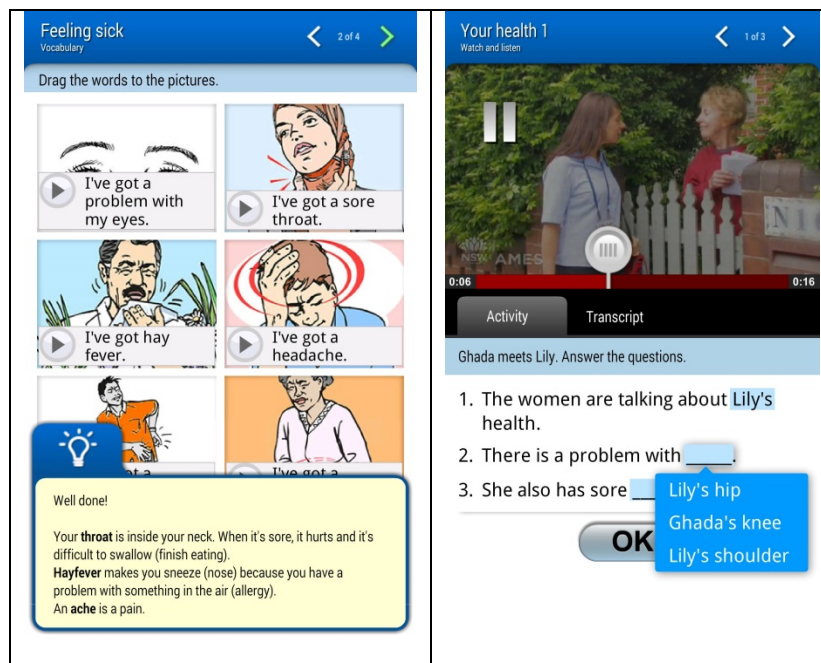 Feeling sick
Vocabulary
2 of 4
Drag the words to the pictures.
I've got a
problem with
my eyes.
I've got a sore
throat.
I've got hay
fever.
I've got a
headache.
I've got a
Well done!
Your throat is inside your neck. When it's sore, it hurts and it's
difficult to swallow (finish eating).
Hayfever makes you sneeze (nose) because you have a
problem with something in the air (allergy).
An ache is a pain.
Your health 1
Watch and listen
1 of 3
N1
NSW AMES
0:06
0:16
Activity
Transcript
Ghada meets Lily. Answer the questions.
1. The women are talking about Lily's
health.
2. There is a problem with _____.
3. She also has sore
Lily's hip
Ghada's knee
Lily's shoulder
OK